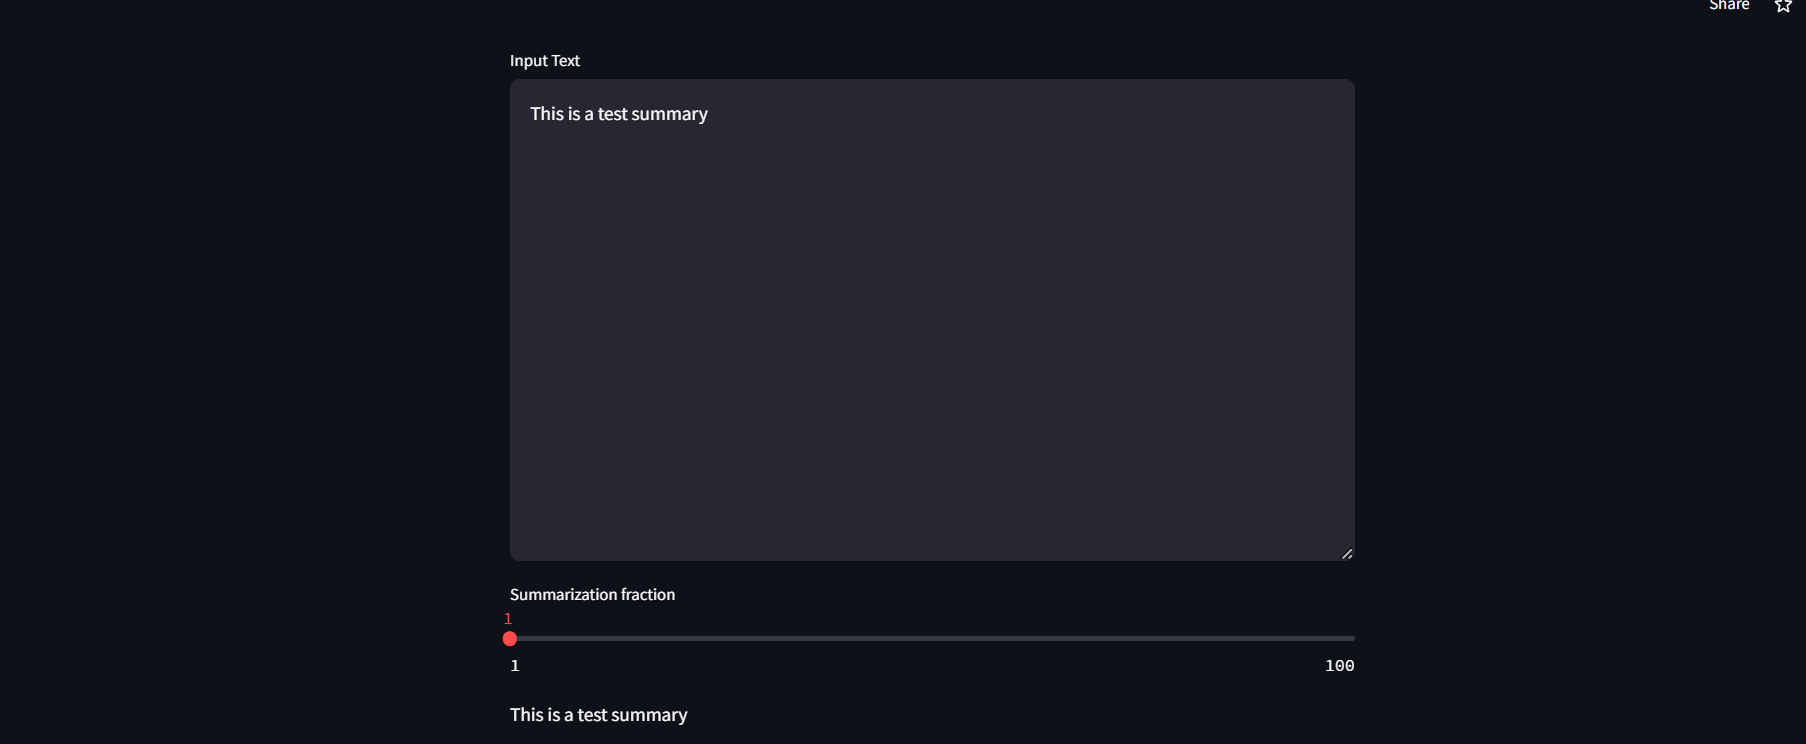 Share
Input Text
This is a test summary
Summarization fraction
1
1 100
This is a test summary